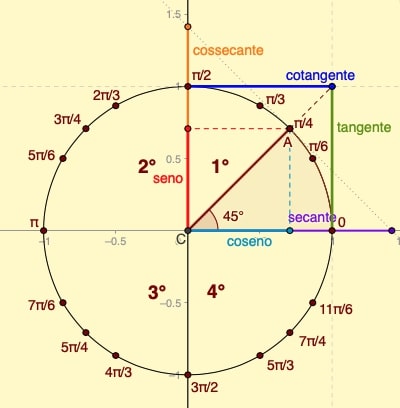 1.5
cossecante
cotangente
1
π/2
2π/3
π/3
3π/4
π/4
tangente
A
5π/6
π/6
0.5
2°
1°
seno
45°
secante
π
0
C
coseno
−1
−0.5
1
3°
4°
−0.5
7π/6
11π/6
5π/4
7π/4
4π/3
5π/3
−1
3π/2